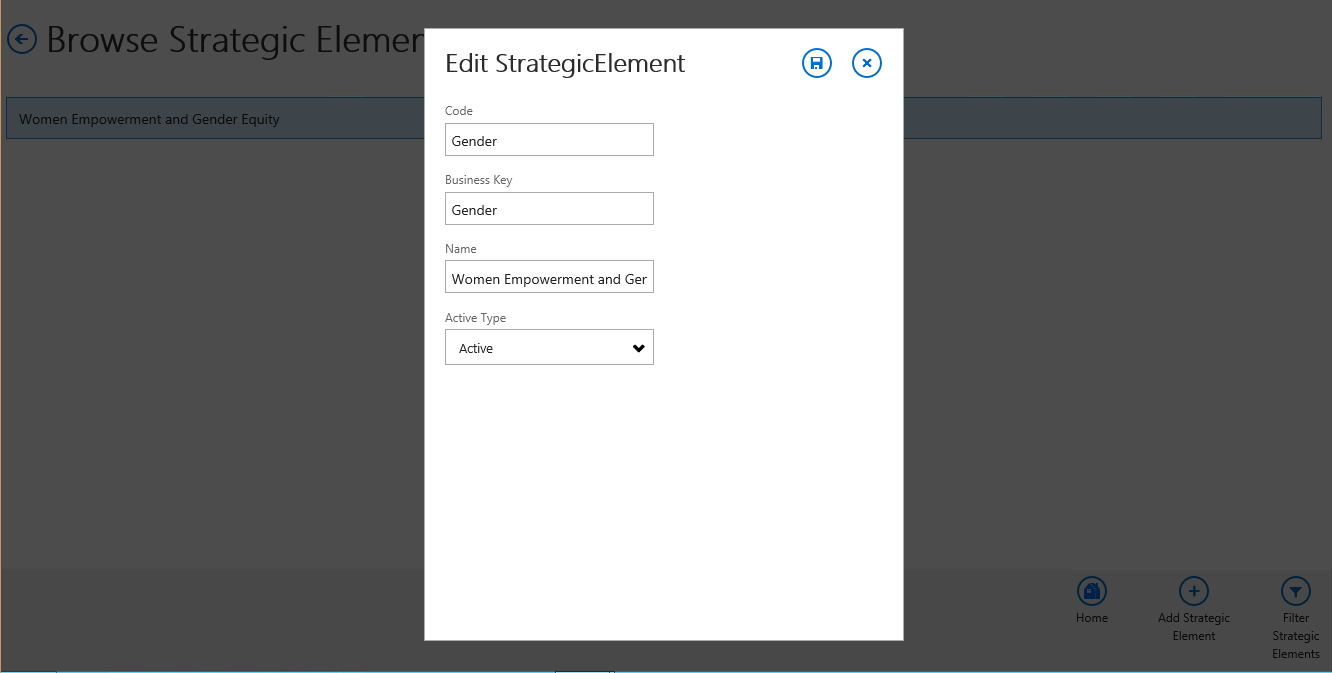 Browse Strategic Elemen
Women Empowerment and Gender Equity
Edit StrategicElement
Code
Gender
Business Key
Gender
Name
Women Empowerment and Ger
Active Type
Active
Home
Add Strategic
Element
Filter
Strategic
Elements